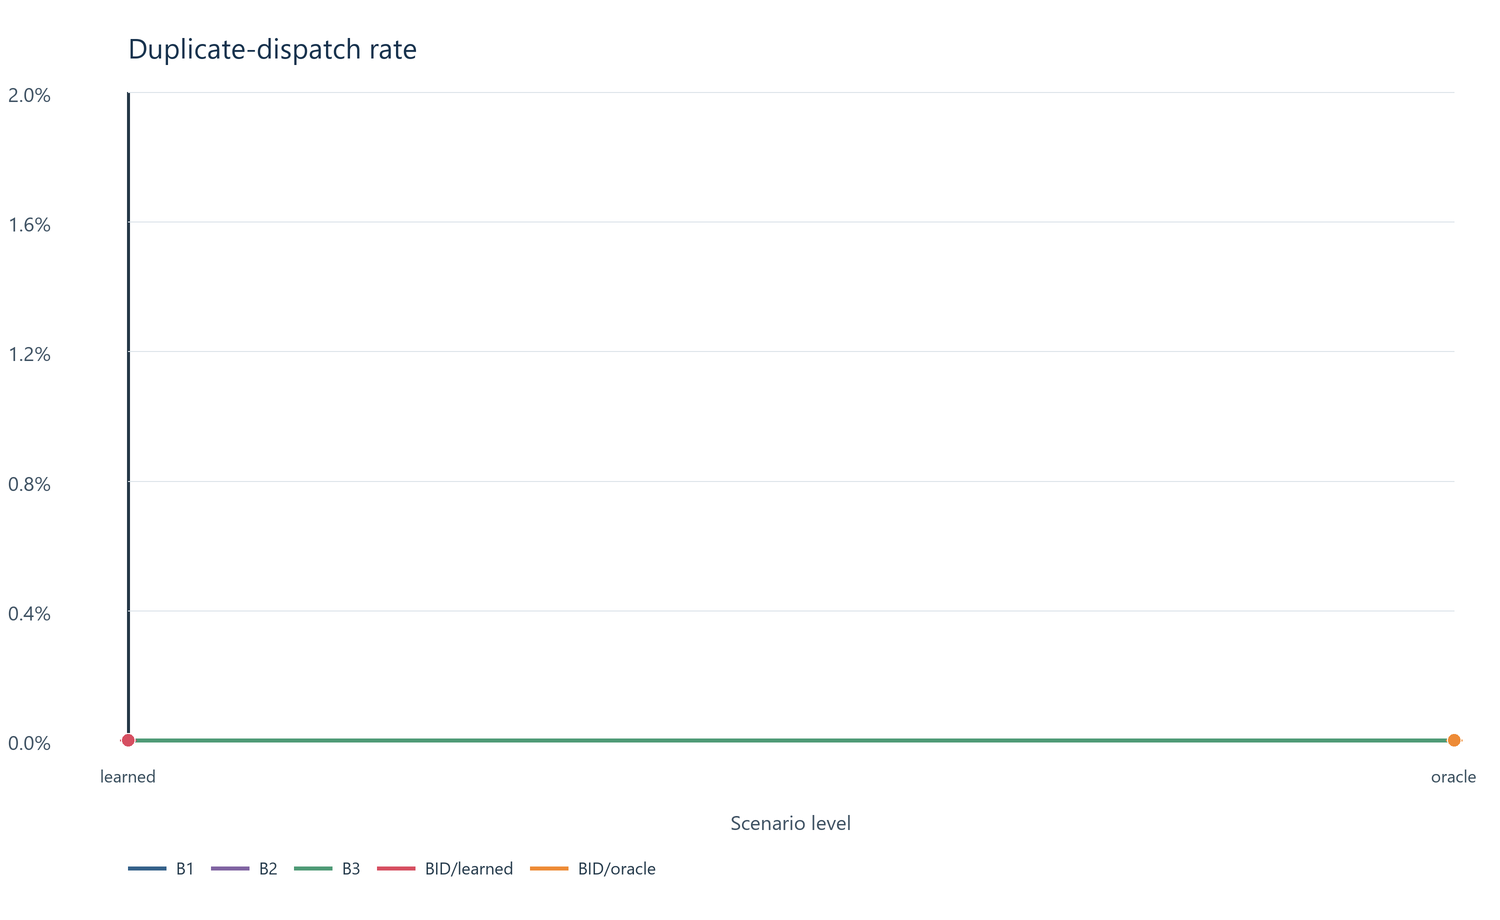 Duplicate-dispatch rate
2.0%
1.6%
1.2%
0.8%
0.4%
0.0%
learned oracle
Scenario level
B1 B2 B3 BID/learned BID/oracle